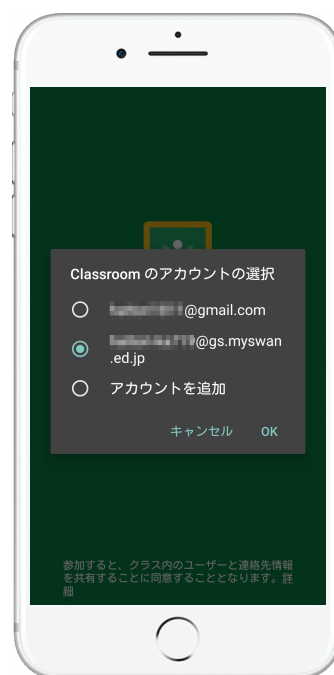 Classroom のアカウントの選択
@gmail.com
@gs.myswan
.ed.jp
アカウントを追加
キャンセル OK
参加すると、クラス内のユーザーと連絡先情報
を共有することに同意することとなります。詳
細